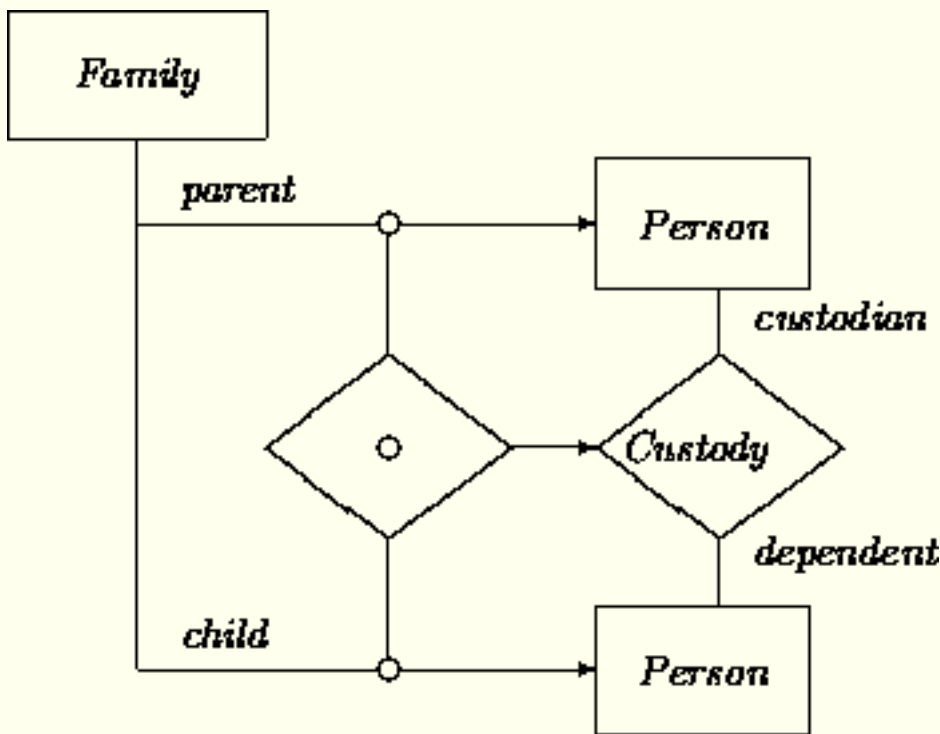 Family
parent
Person
custodian
Custody
dependent
child
Person